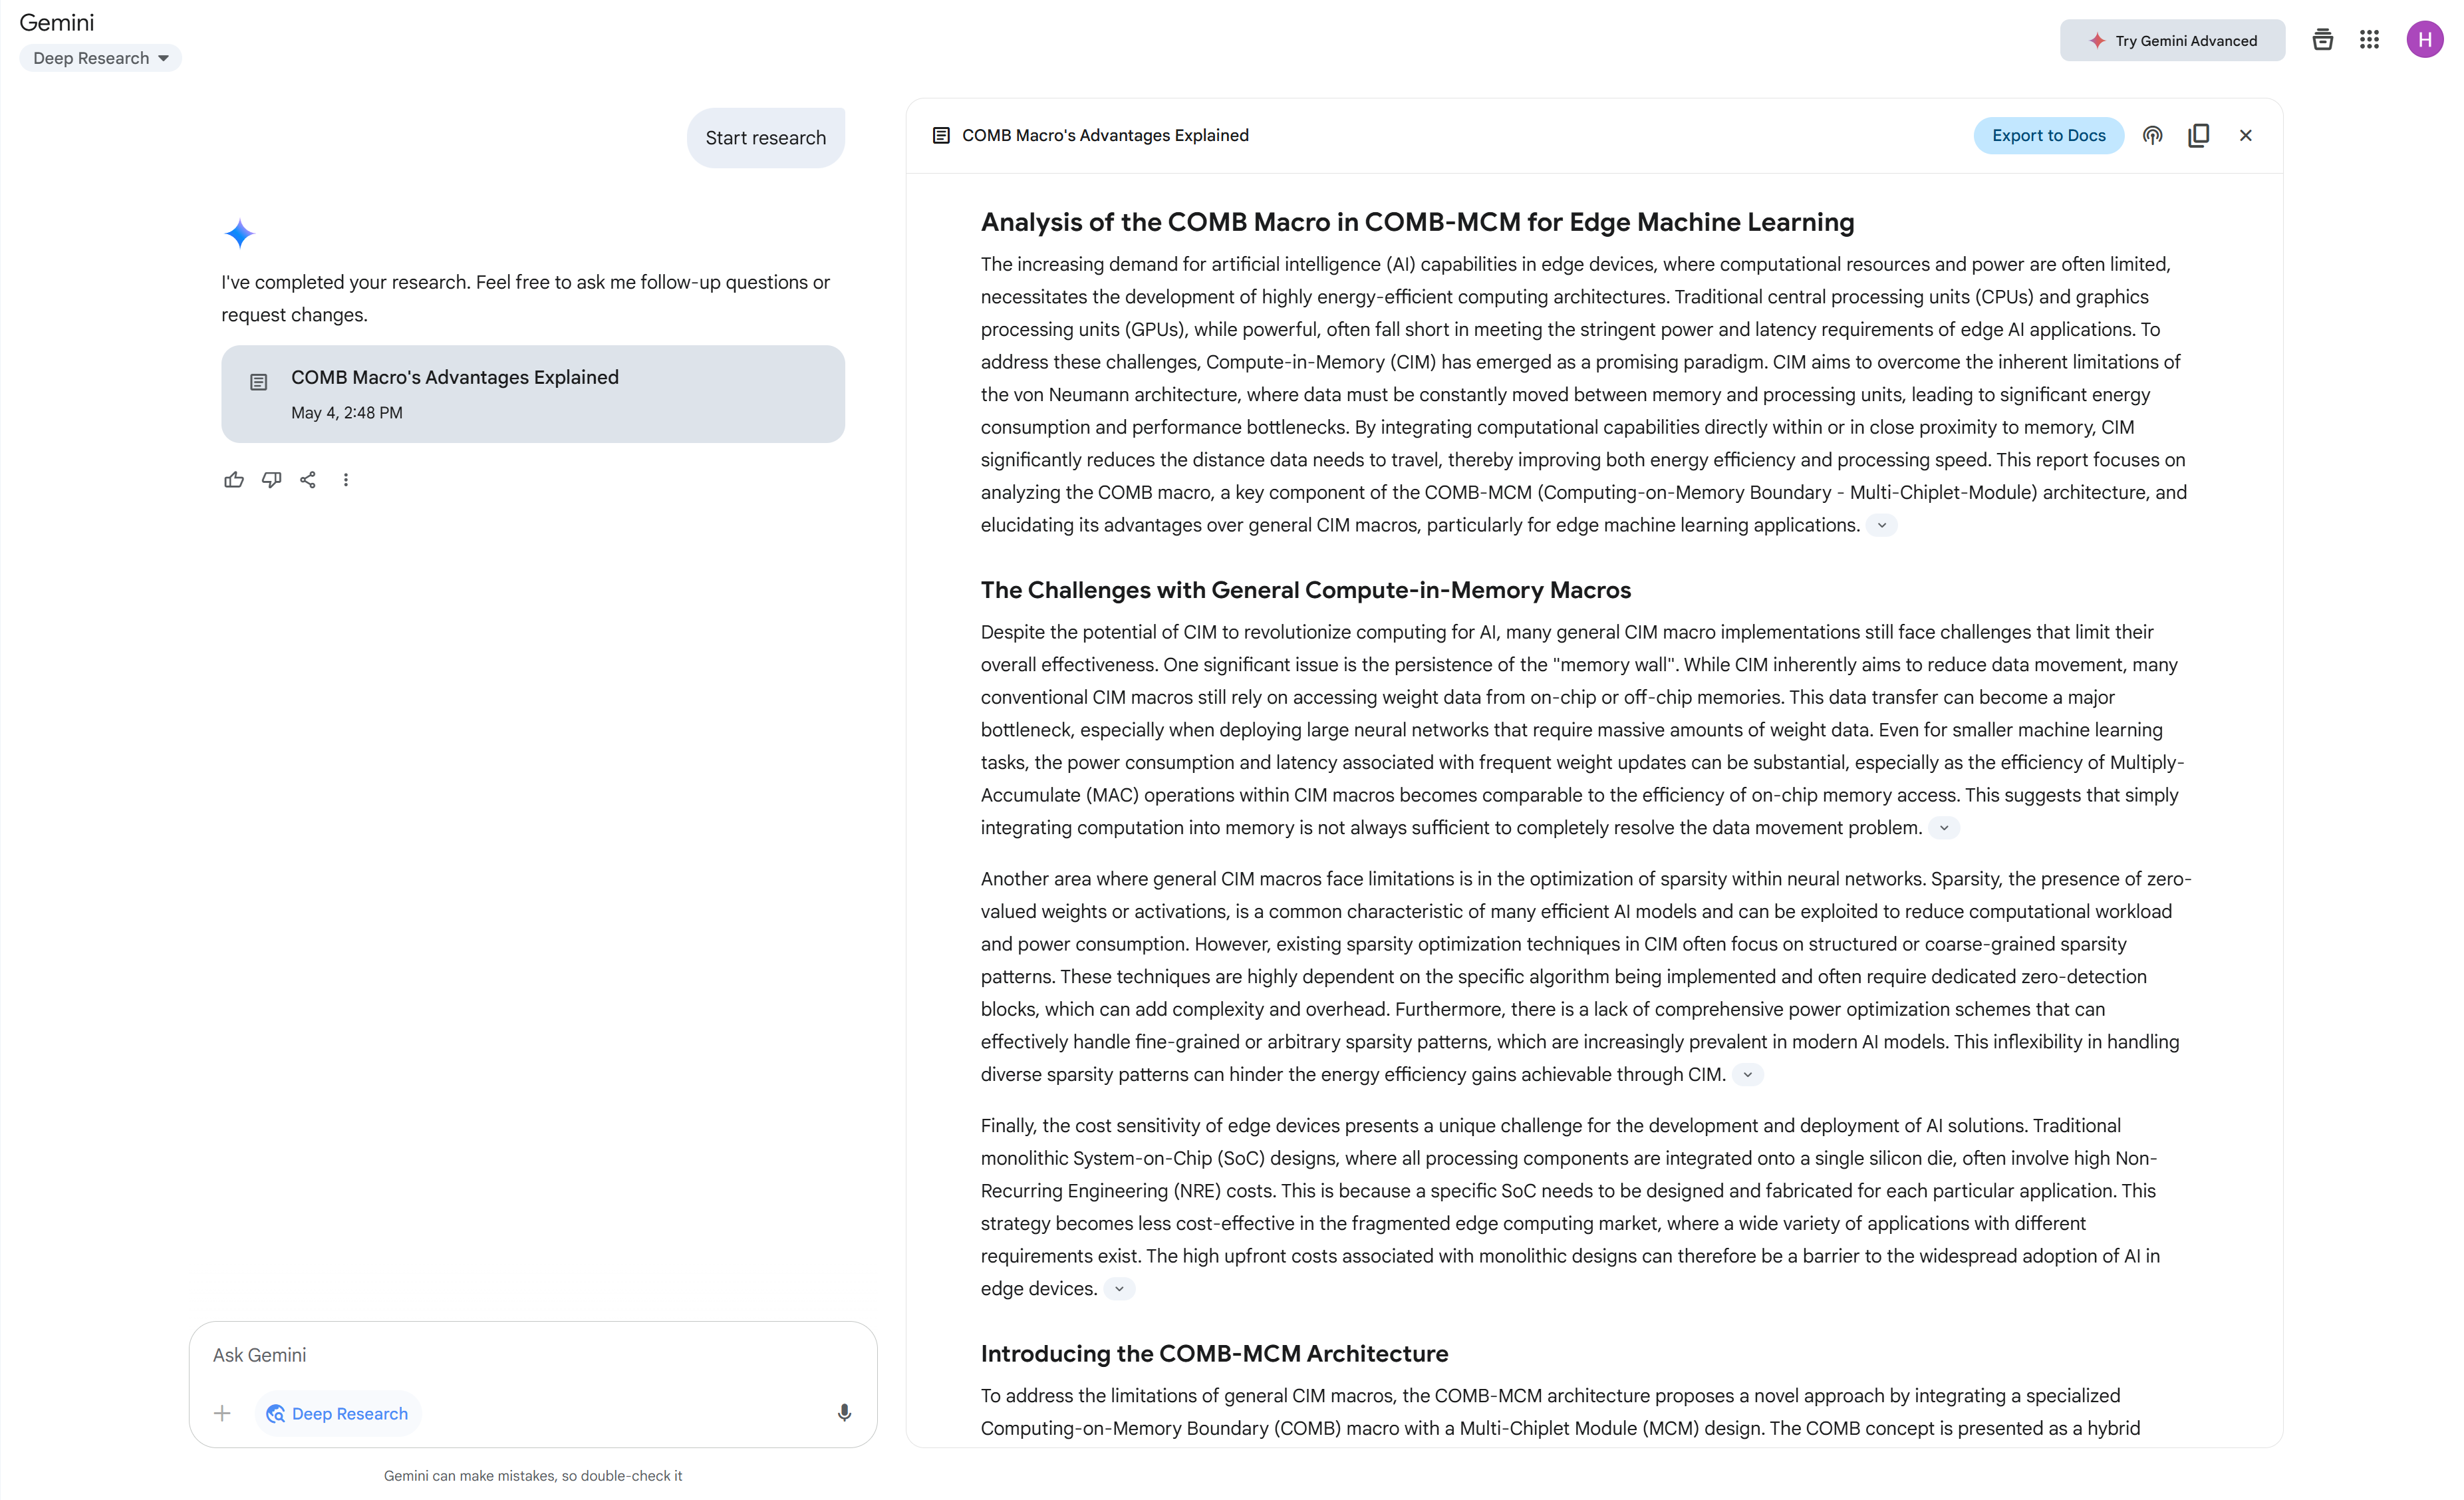 Gemini
Deep Research
Try Gemini Advanced
H
Start research
I've completed your research. Feel free to ask me follow-up questions or
request changes.
COMB Macro's Advantages Explained
May 4, 2:48 PM
Ask Gemini
Deep Research
Gemini can make mistakes, so double-check it
COMB Macro's Advantages Explained
Export to Docs
Analysis of the COMB Macro in COMB-MCM for Edge Machine Learning
The increasing demand for artificial intelligence (AI) capabilities in edge devices, where computational resources and power are often limited,
necessitates the development of highly energy-efficient computing architectures. Traditional central processing units (CPUs) and graphics
processing units (GPUs), while powerful, often fall short in meeting the stringent power and latency requirements of edge AI applications. To
address these challenges, Compute-in-Memory (CIM) has emerged as a promising paradigm. CIM aims to overcome the inherent limitations of
the von Neumann architecture, where data must be constantly moved between memory and processing units, leading to significant energy
consumption and performance bottlenecks. By integrating computational capabilities directly within or in close proximity to memory, CIM
significantly reduces the distance data needs to travel, thereby improving both energy efficiency and processing speed. This report focuses on
analyzing the COMB macro, a key component of the COMB-MCM (Computing-on-Memory Boundary - Multi-Chiplet-Module) architecture, and
elucidating its advantages over general CIM macros, particularly for edge machine learning applications.
The Challenges with General Compute-in-Memory Macros
Despite the potential of CIM to revolutionize computing for AI, many general CIM macro implementations still face challenges that limit their
overall effectiveness. One significant issue is the persistence of the "memory wall". While CIM inherently aims to reduce data movement, many
conventional CIM macros still rely on accessing weight data from on-chip or off-chip memories. This data transfer can become a major
bottleneck, especially when deploying large neural networks that require massive amounts of weight data. Even for smaller machine learning
tasks, the power consumption and latency associated with frequent weight updates can be substantial, especially as the efficiency of Multiply-
Accumulate (MAC) operations within CIM macros becomes comparable to the efficiency of on-chip memory access. This suggests that simply
integrating computation into memory is not always sufficient to completely resolve the data movement problem.
Another area where general CIM macros face limitations is in the optimization of sparsity within neural networks. Sparsity, the presence of zero-
valued weights or activations, is a common characteristic of many efficient AI models and can be exploited to reduce computational workload
and power consumption. However, existing sparsity optimization techniques in CIM often focus on structured or coarse-grained sparsity
patterns. These techniques are highly dependent on the specific algorithm being implemented and often require dedicated zero-detection
blocks, which can add complexity and overhead. Furthermore, there is a lack of comprehensive power optimization schemes that can
effectively handle fine-grained or arbitrary sparsity patterns, which are increasingly prevalent in modern AI models. This inflexibility in handling
diverse sparsity patterns can hinder the energy efficiency gains achievable through CIM.
Finally, the cost sensitivity of edge devices presents a unique challenge for the development and deployment of AI solutions. Traditional
monolithic System-on-Chip (SoC) designs, where all processing components are integrated onto a single silicon die, often involve high Non-
Recurring Engineering (NRE) costs. This is because a specific SoC needs to be designed and fabricated for each particular application. This
strategy becomes less cost-effective in the fragmented edge computing market, where a wide variety of applications with different
requirements exist. The high upfront costs associated with monolithic designs can therefore be a barrier to the widespread adoption of AI in
edge devices.
Introducing the COMB-MCM Architecture
To address the limitations of general CIM macros, the COMB-MCM architecture proposes a novel approach by integrating a specialized
Computing-on-Memory Boundary (COMB) macro with a Multi-Chiplet Module (MCM) design. The COMB concept is presented as a hybrid